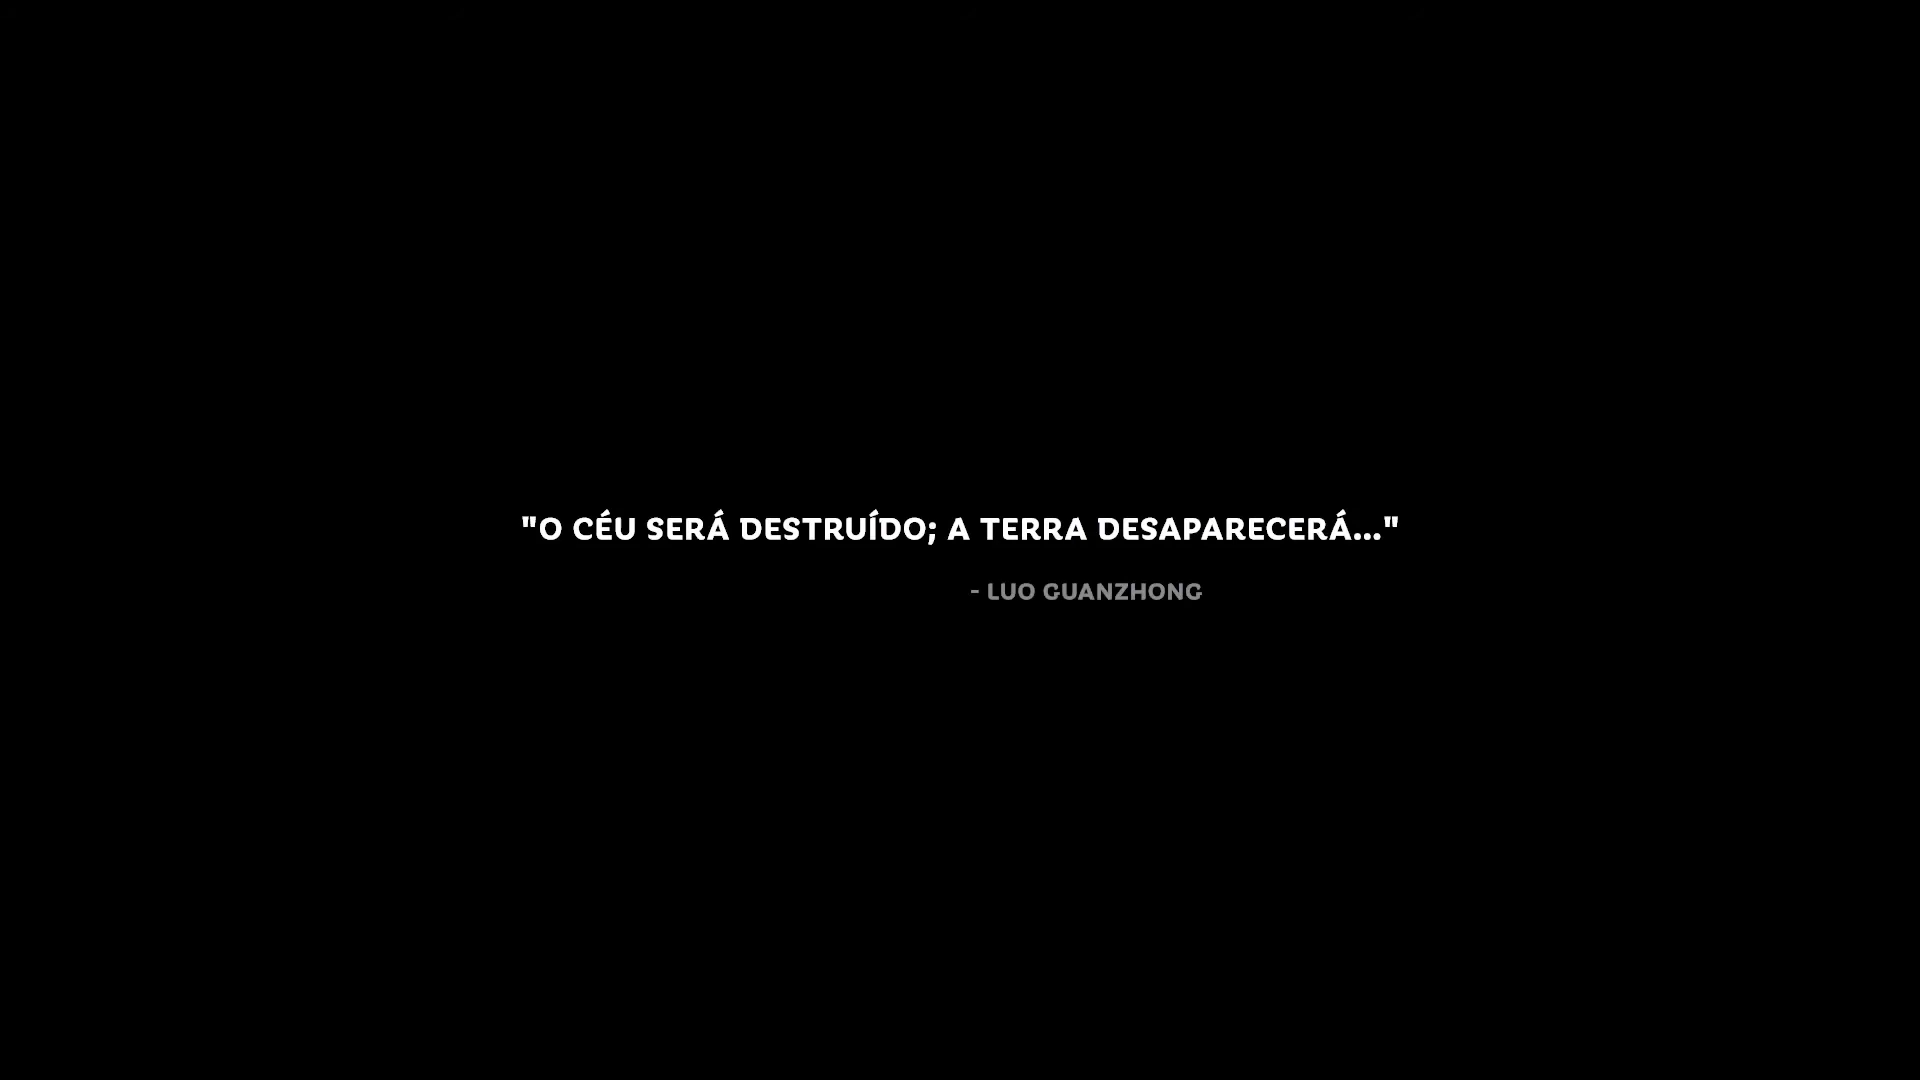 "O CÉU SERÁ DESTRUÍDO; A TERRA DESAPARECERÁ..."
- LUO GUANZHONG